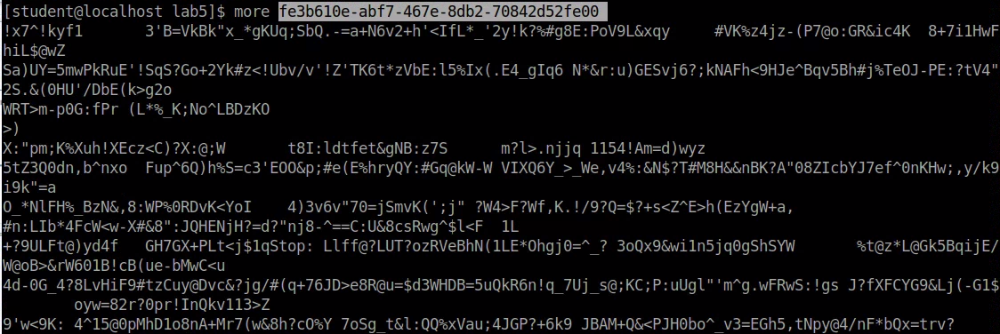 [student@localhost lab5]$ more fe3b610e-abf7-467e-8db2-70842d52fe00
!x7^!kyf1       3'B=VkBk"x_*gKUq;SbQ.-=a+N6v2+h'<IfL*_'2y!k?%#g8E:PoV9L&xqy     #VK%z4jz-(P7@o:GR&ic4K  8+7i1HwF
hiL$@wZ
Sa)UY=5mwPkRuE'!SqS?Go+2Yk#z<!Ubv/v'!Z'TK6t*zVbE:l5%Ix(.E4_gIq6 N*&r:u)GESvj6?;kNAFh<9HJe^Bqv5Bh#j%TeOJ-PE:?tV4"
2S.&(0HU'/DbE(k>g2o
WRT>m-p0G:fPr (L*%_K;No^LBDzKO
>)
X:"pm;K%Xuh!XEcz<C)?X:@;W       t8I:ldtfet&gNB:z7S      m?l>.njjq 1154!Am=d)wyz
5tZ3Q0dn,b^nxo  Fup^6Q)h%S=c3'EOO&p;#e(E%hryQY:#Gq@kW-W VIXQ6Y_>_We,v4%:&N$?T#M8H&&nBK?A"08ZIcbYJ7ef^0nKHw;,y/k9
i9k"=a
O_*NlFH%_BzN&,8:WP%0RDvK<YoI    4)3v6v"70=jSmvK(';j" ?W4>F?Wf,K.!/9?Q=$?+s<Z^E>h(EzYgW+a,
#n:LIb*4FcW<w-X#&8":JQHENjH?=d?"nj8-^==C:U&8csRwg^$l<F  1L
+?9ULFt@)yd4f   GH7GX+PLt<j$1qStop: Llff@?LUT?ozRVeBhN(1LE*Ohgj0=^_? 3oQx9&wi1n5jq0gShSYW       %t@z*L@Gk5BqijE/
W@oB>&rW601B!cB(ue-bMwC<u
4d-0G_4?8LvHiF9#tzCuy@Dvc&?jg/#(q+76JD>e8R@u=$d3WHDB=5uQkR6n!q_7Uj_s@;KC;P:uUgl"'m^g.wFRwS:!gs J?fXFCYG9&Lj(-G1$
        oyw=82r?0pr!InQkv113>Z
9'w<9K: 4^15@0pMhD1o8nA+Mr7(w&8h?cO%Y 7oSg_t&l:QQ%xVau;4JGP?+6k9 JBAM+Q&<PJH0bo^_v3=EGh5,tNpy@4/nF*bQx=trv?